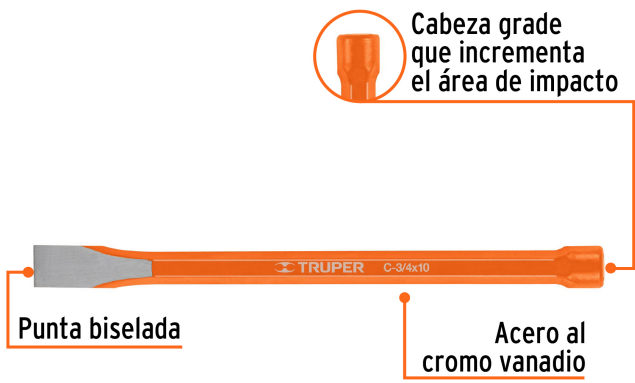 Cabeza grade
que incrementa
el área de impacto
TRUPER C-3/4x10
Punta biselada
Acero al
cromo vanadio